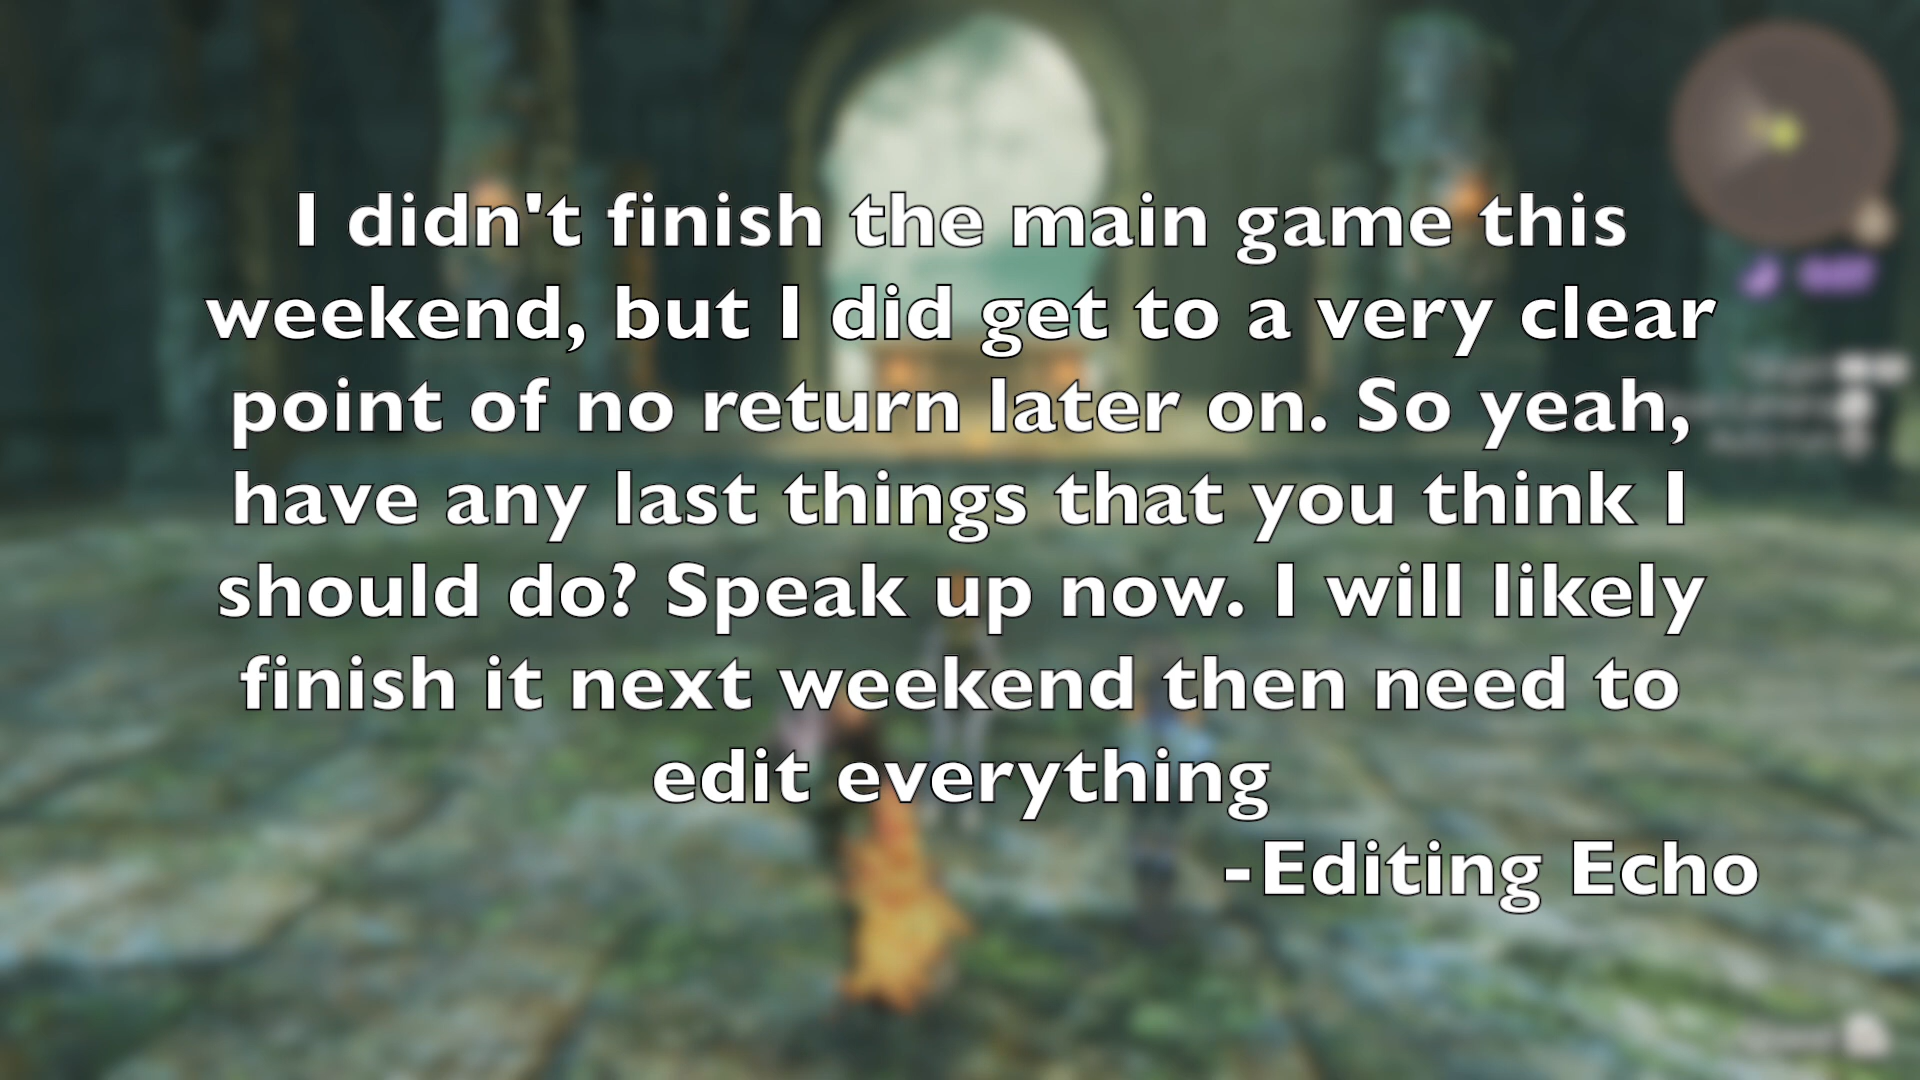 I didn't finish the main game this
weekend, but I did get to a very clear
point of no return later on. So yeah,
have any last things that you think I
should do? Speak up now. I will likely
finish it next weekend then need to
edit everything
-Editing Echo